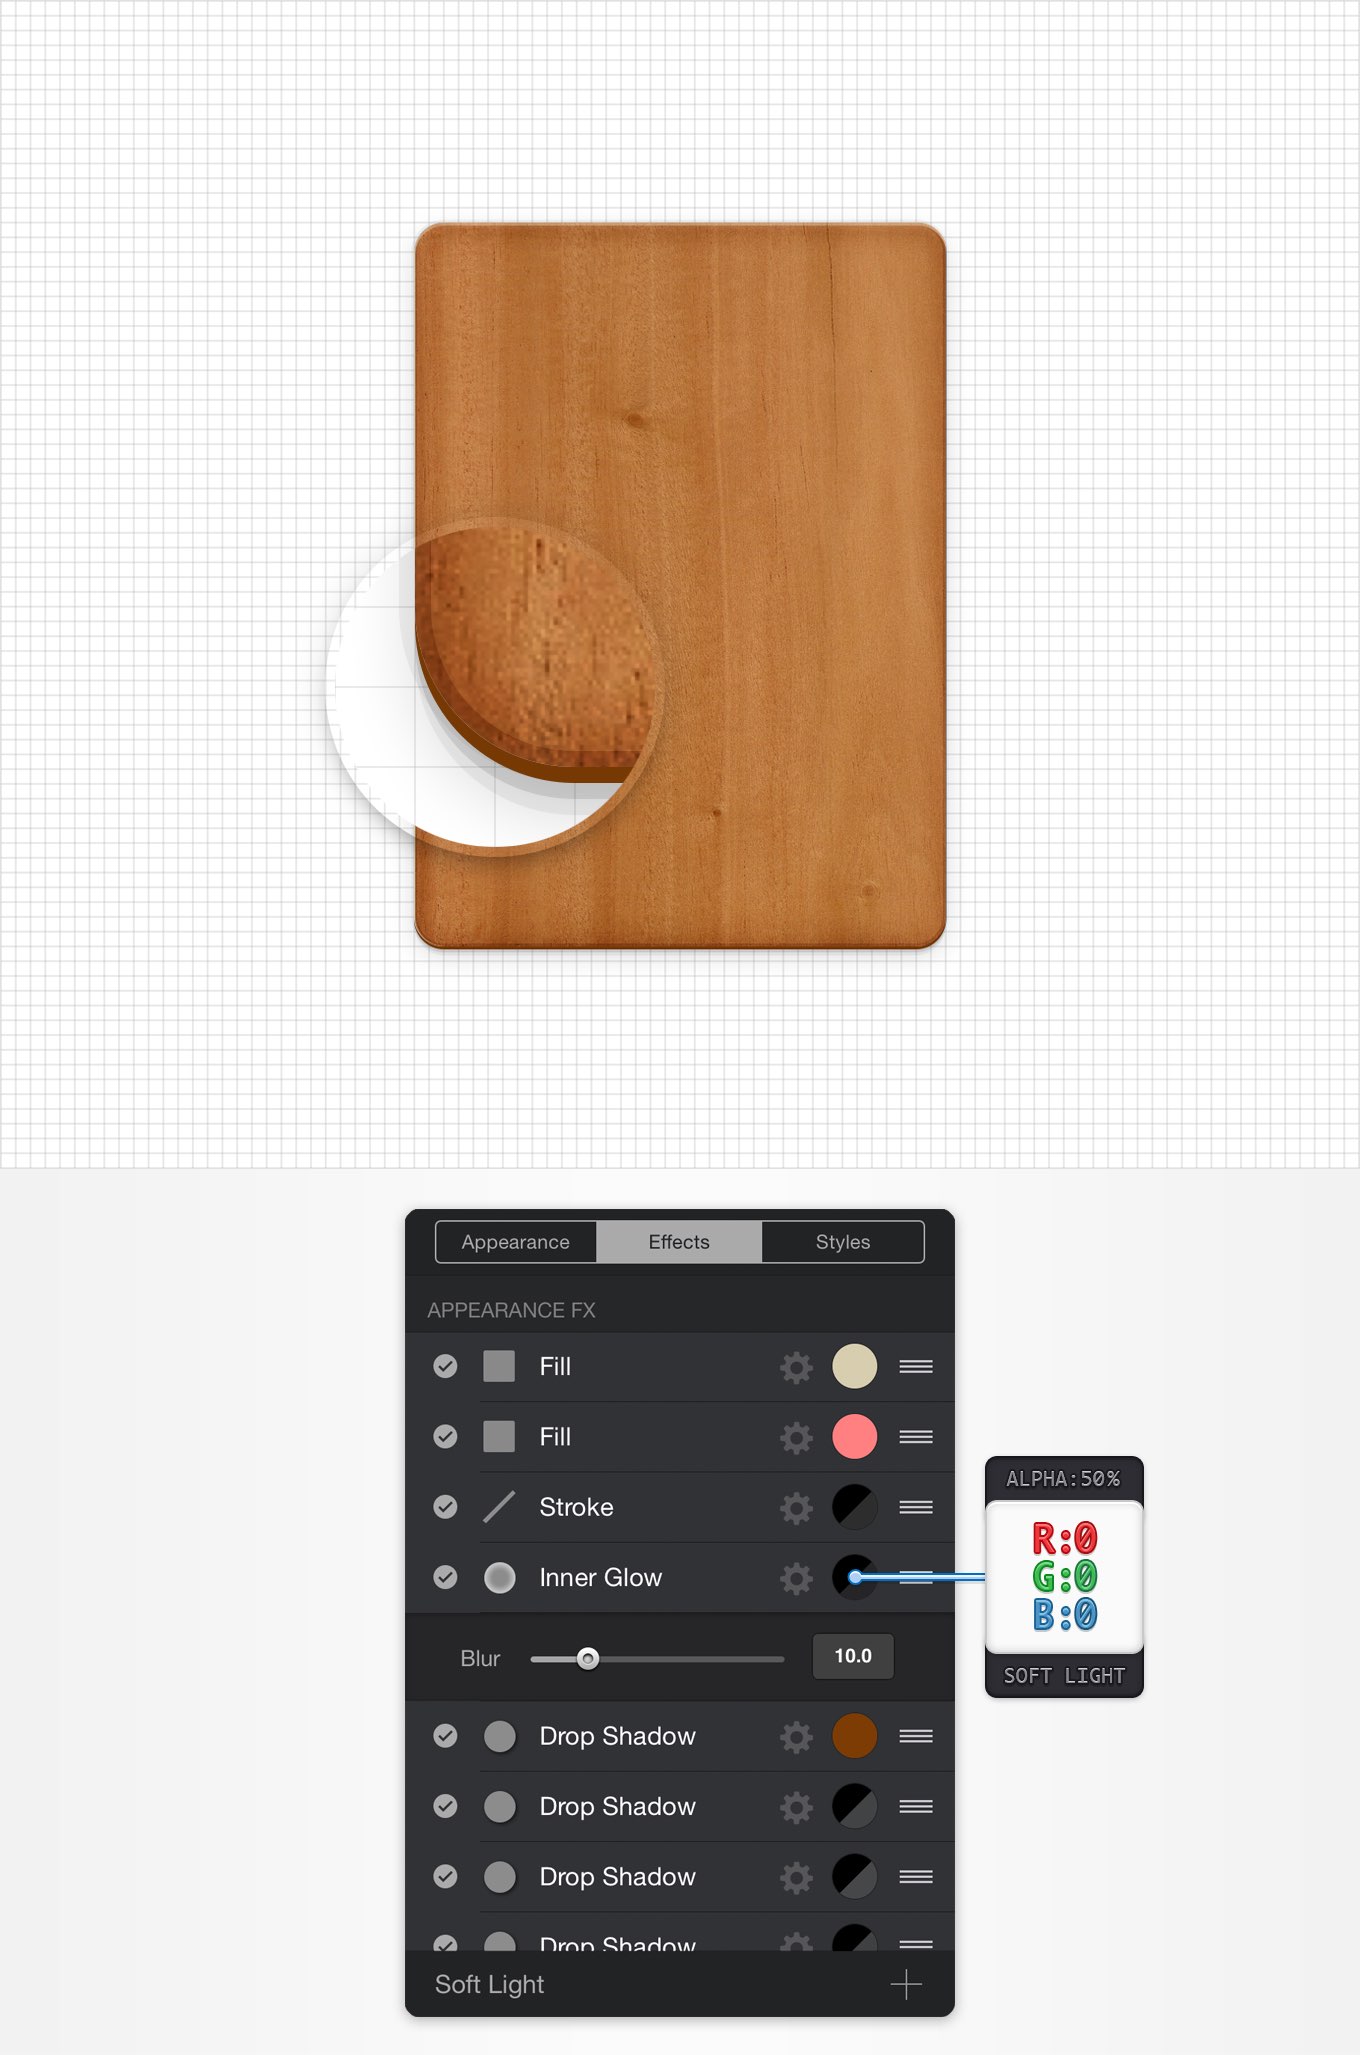 Appearance Effects Styles
APPEARANCE FX
Fill
Fill
Stroke
Inner Glow
Blur 10.0
Drop Shadow
Drop Shadow
Drop Shadow
Drop Shadow
Soft Light
ALPHA:50%
R:0
G:0
B:0
SOFT LIGHT